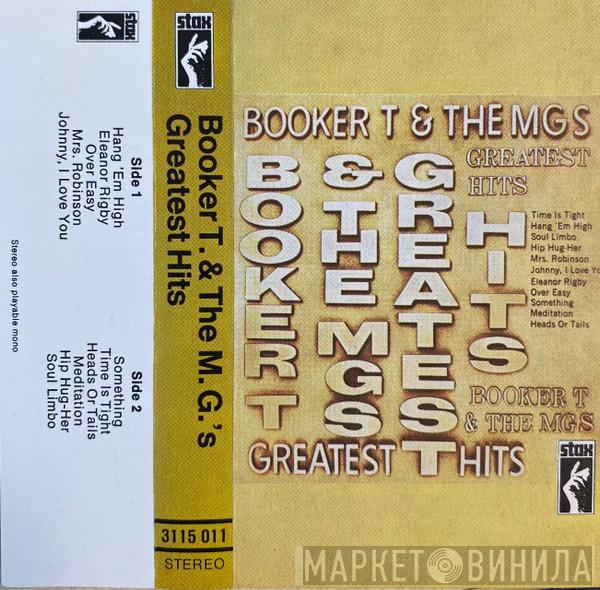 stax
Side 1
Hang 'Em High
Eleanor Rigby
Over Easy
Mrs. Robinson
Johnny, I Love You
Side 2
Something
Time Is Tight
Heads Or Tails
Meditation
Hip Hug-Her
Soul Limbo
Stereo also playable mono
stax
Booker T. & The M. G.'s
Greatest Hits
3115 011
STEREO
BOOKER T & THE MG S
GREATEST
HITS
BOOKER T
& THE MGS
GREATEST
HITS
Time Is Tight
Hang 'Em High
Soul Limbo
Hip Hug-Her
Mrs. Robinson
Johnny, I Love Yo
Eleanor Rigby
Over Easy
Something
Meditation
Heads Or Tails
BOOKER T
& THE MGS
GREATEST HITS
stax
МАРКЕТ ВИНИЛА